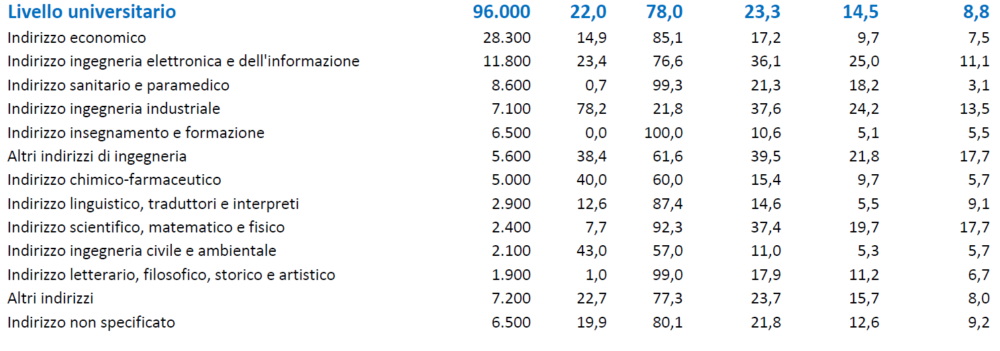 Livello universitario 96.000 22,0 78,0 23,3 14,5 8,8
Indirizzo economico 28.300 14,9 85,1 17,2 9,7 7,5
Indirizzo ingegneria elettronica e dell'informazione 11.800 23,4 76,6 36,1 25,0 11,1
Indirizzo sanitario e paramedico 8.600 0,7 99,3 21,3 18,2 3,1
Indirizzo ingegneria industriale 7.100 78,2 21,8 37,6 24,2 13,5
Indirizzo insegnamento e formazione 6.500 0,0 100,0 10,6 5,1 5,5
Altri indirizzi di ingegneria 5.600 38,4 61,6 39,5 21,8 17,7
Indirizzo chimico-farmaceutico 5.000 40,0 60,0 15,4 9,7 5,7
Indirizzo linguistico, traduttori e interpreti 2.900 12,6 87,4 14,6 5,5 9,1
Indirizzo scientifico, matematico e fisico 2.400 7,7 92,3 37,4 19,7 17,7
Indirizzo ingegneria civile e ambientale 2.100 43,0 57,0 11,0 5,3 5,7
Indirizzo letterario, filosofico, storico e artistico 1.900 1,0 99,0 17,9 11,2 6,7
Altri indirizzi 7.200 22,7 77,3 23,7 15,7 8,0
Indirizzo non specificato 6.500 19,9 80,1 21,8 12,6 9,2